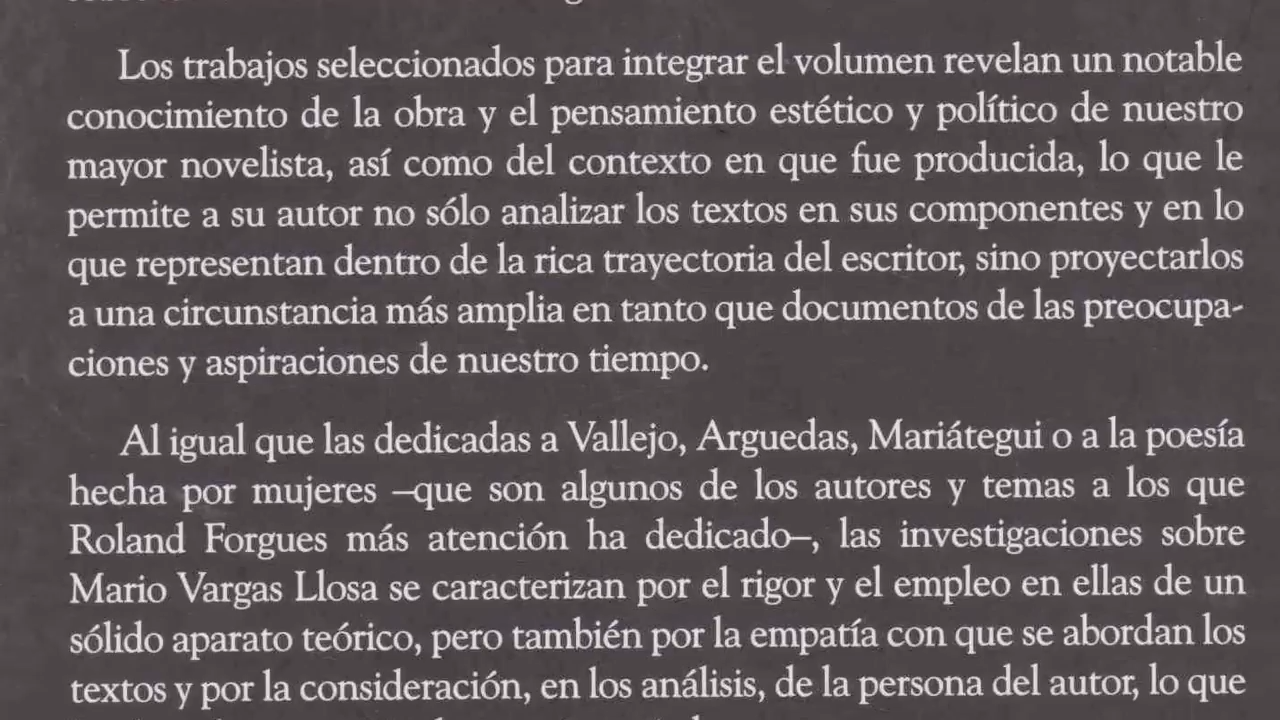 Los trabajos seleccionados para integrar el volumen revelan un notable
conocimiento de la obra y el pensamiento estético y político de nuestro
mayor novelista, así como del contexto en que fue producida, lo que le
permite a su autor no sólo analizar los textos en sus componentes y en lo
que representan dentro de la rica trayectoria del escritor, sino proyectarlos
a una circunstancia más amplia en tanto que documentos de las preocupa-
ciones y aspiraciones de nuestro tiempo.
Al igual que las dedicadas a Vallejo, Arguedas, Mariátegui o a la poesía
hecha por mujeres –que son algunos de los autores y temas a los que
Roland Forgues más atención ha dedicado–, las investigaciones sobre
Mario Vargas Llosa se caracterizan por el rigor y el empleo en ellas de un
sólido aparato teórico, pero también por la empatía con que se abordan los
textos y por la consideración, en los análisis, de la persona del autor, lo que